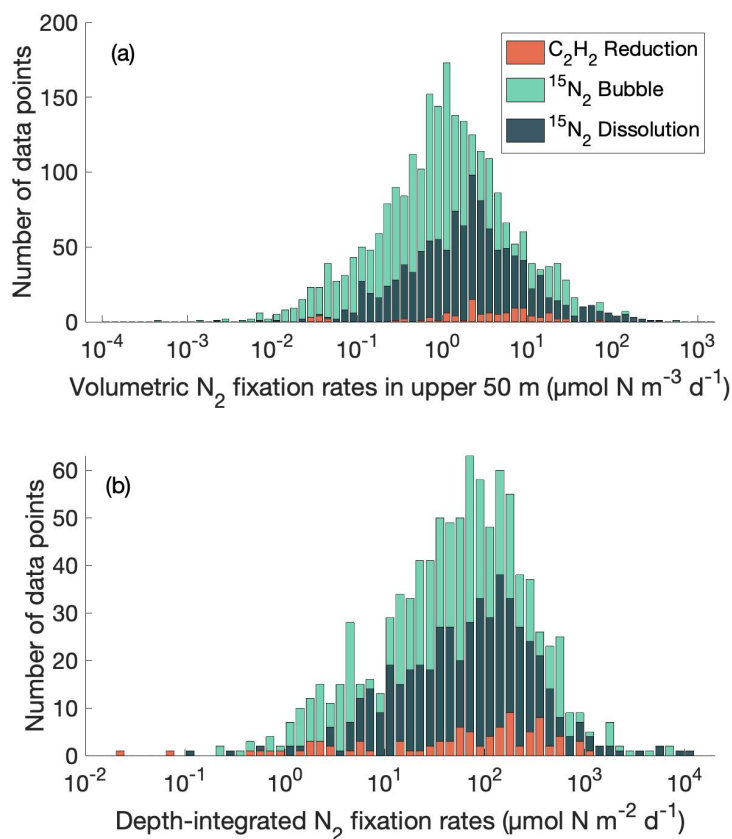 (a)
Number of data points
200
150
100
50
0
C₂H₂ Reduction
¹⁵N₂ Bubble
¹⁵N₂ Dissolution
10⁻⁴ 10⁻³ 10⁻² 10⁻¹ 10⁰ 10¹ 10² 10³
Volumetric N₂ fixation rates in upper 50 m (µmol N m⁻³ d⁻¹)
(b)
Number of data points
60
50
40
30
20
10
0
10⁻² 10⁻¹ 10⁰ 10¹ 10² 10³ 10⁴
Depth-integrated N₂ fixation rates (µmol N m⁻² d⁻¹)